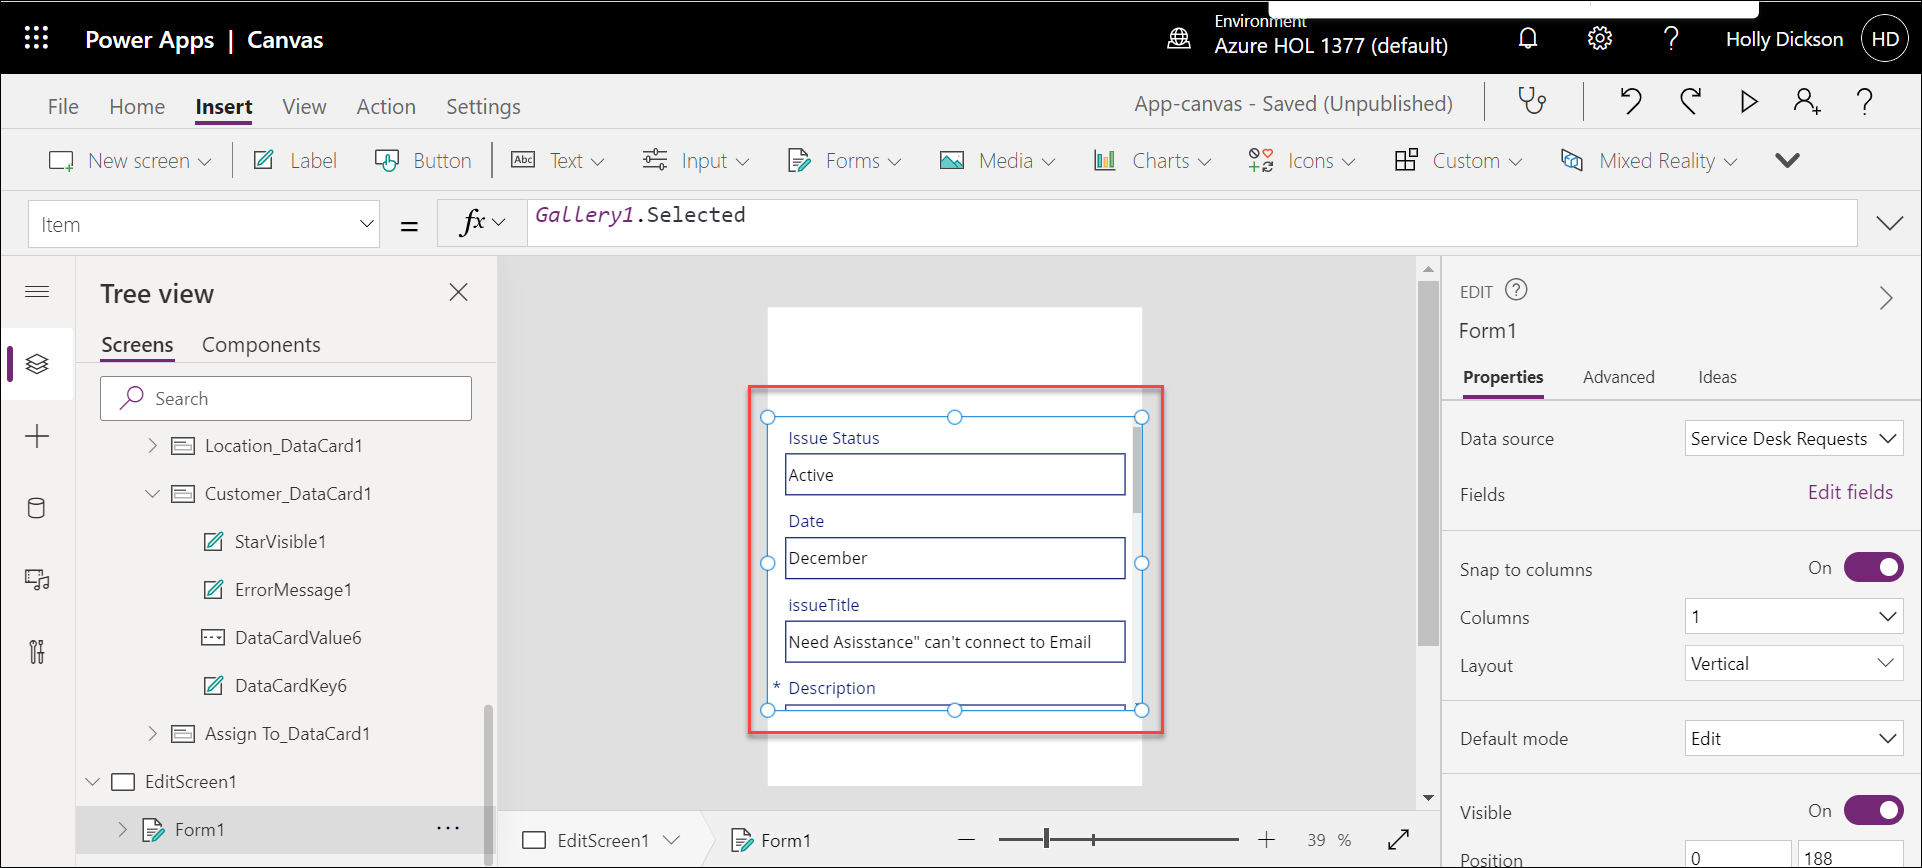 Power Apps | Canvas
Environment
Azure HOL 1377 (default)
?
Holly Dickson
HD
File
Home
Insert
View
Action
Settings
App-canvas - Saved (Unpublished)
?
New screen
Label
Button
Abc
Text
Input
Forms
Media
Charts
Icons
Custom
Mixed Reality
Item
=
fx
Gallery1.Selected
Tree view
Screens
Components
Search
Location_DataCard1
Customer_DataCard1
StarVisible1
ErrorMessage1
DataCardValue6
DataCardKey6
Assign To_DataCard1
EditScreen1
Form1
...
Issue Status
Active
Date
December
issueTitle
Need Asisstance" can't connect to Email
* Description
EditScreen1
Form1
39 %
EDIT ?
Form1
Properties
Advanced
Ideas
Data source
Service Desk Requests
Fields
Edit fields
Snap to columns
On
Columns
1
Layout
Vertical
Default mode
Edit
Visible
On
Position
0
188